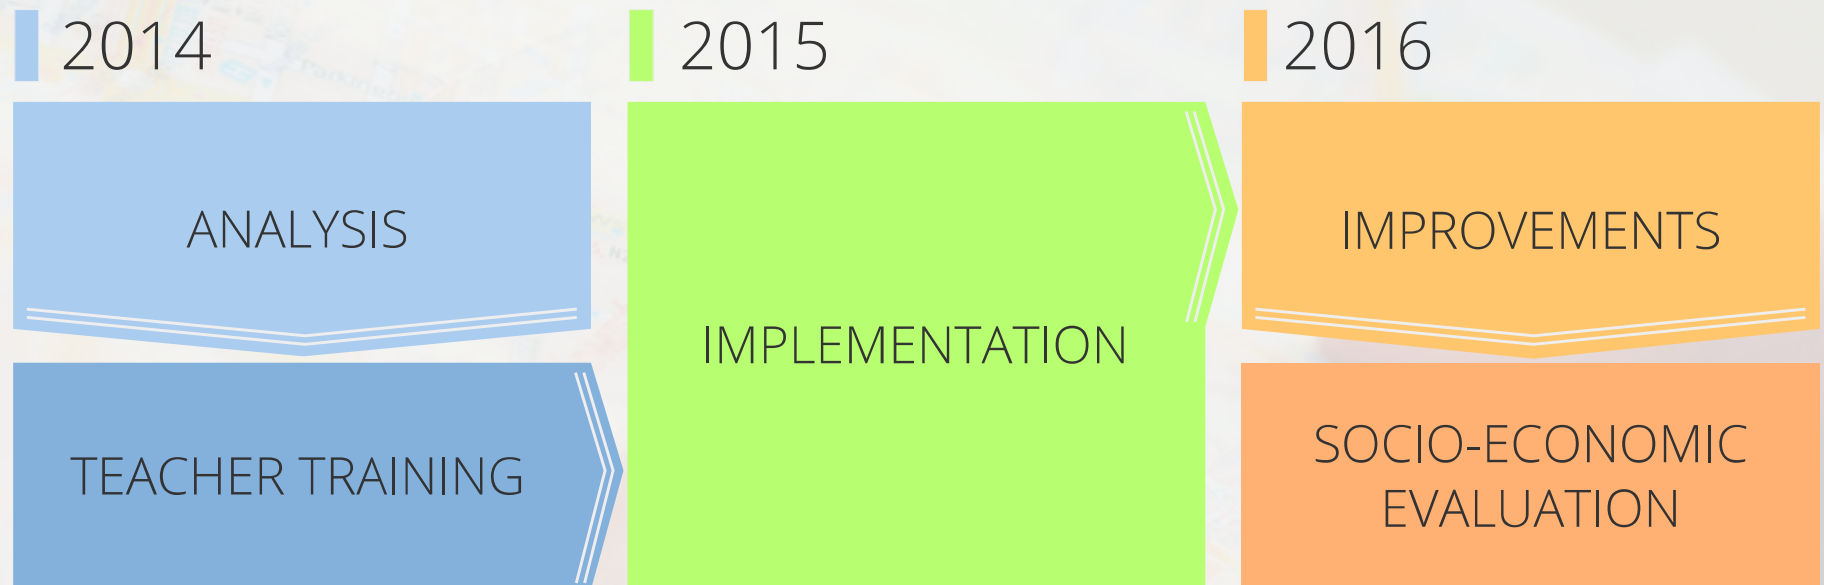 2014
ANALYSIS
TEACHER TRAINING
2015
IMPLEMENTATION
2016
IMPROVEMENTS
SOCIO-ECONOMIC
EVALUATION